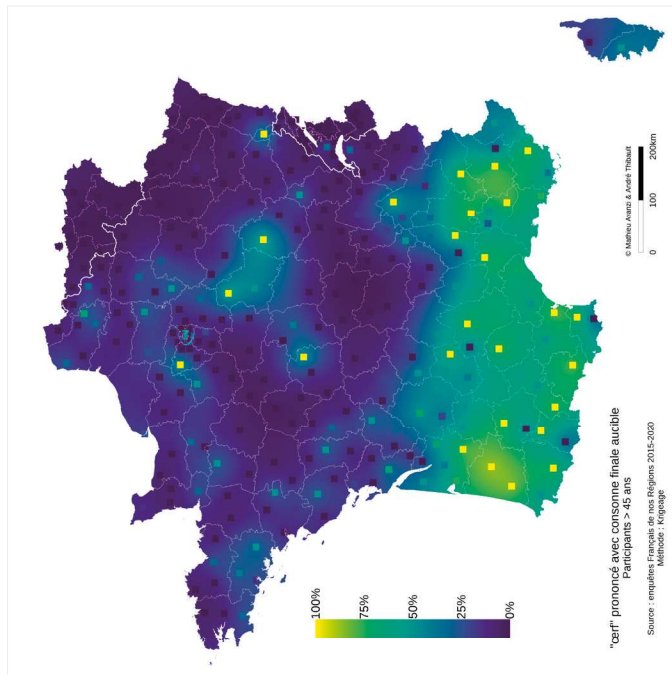 © Mathieu Avanzi & André Thibault
0 100 200km
100%
75%
50%
25%
0%
"cerf" prononcé avec consonne finale aucible
Participants > 45 ans
Source : enquêtes Français de nos Régions 2015-2020
Méthode : Krigeage